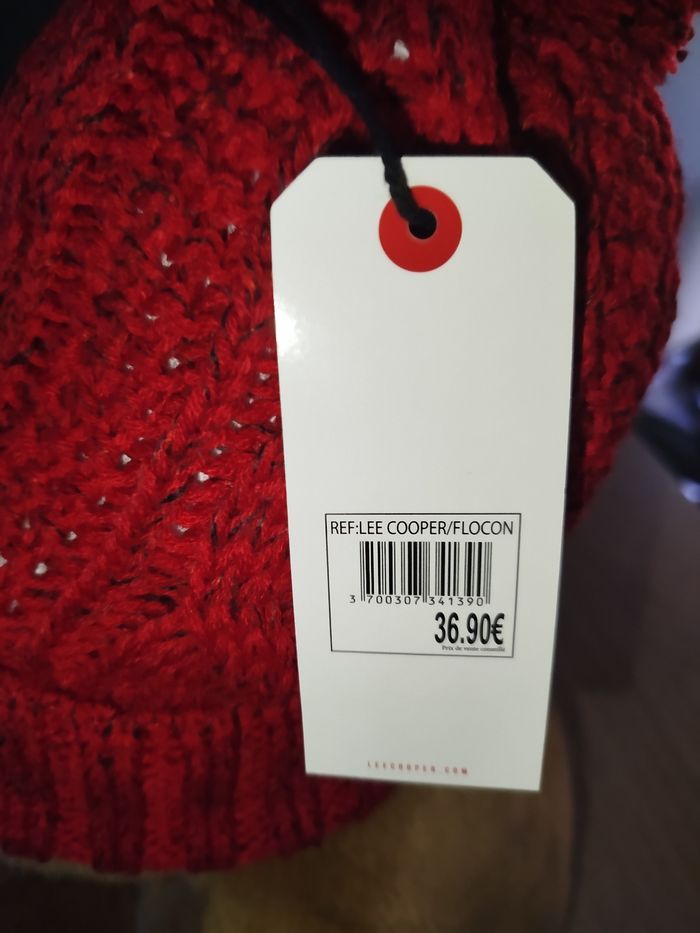 REF:LEE COOPER/FLOCON
3 700307 341390
36.90€
Prix de vente conseillé
LEECOOPER.COM